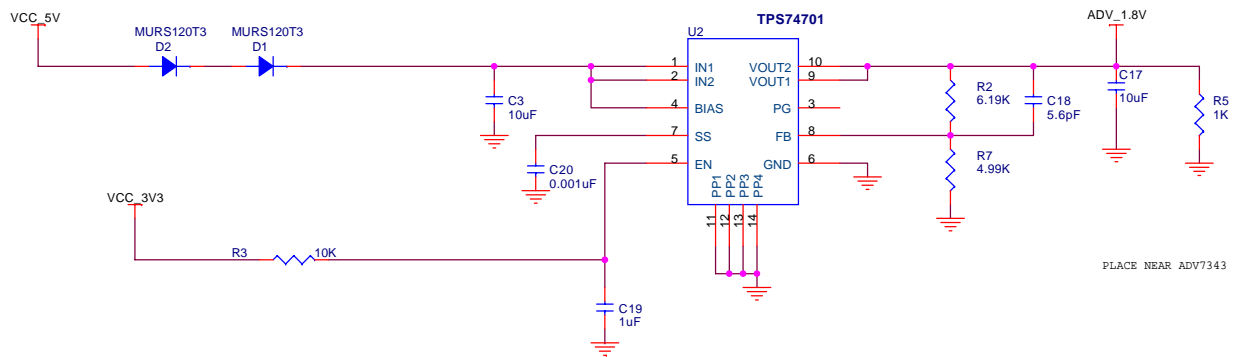 VCC_5V
MURS120T3
D2
MURS120T3
D1
TPS74701
U2
ADV_1.8V
1
IN1
2
IN2
4
BIAS
7
SS
5
EN
VOUT2
10
VOUT1
9
PG
3
FB
8
GND
6
PP1
PP2
PP3
PP4
11
12
13
14
C3
10uF
C20
0.001uF
R2
6.19K
C18
5.6pF
C17
10uF
R5
1K
R7
4.99K
VCC_3V3
R3
10K
C19
1uF
PLACE NEAR ADV7343